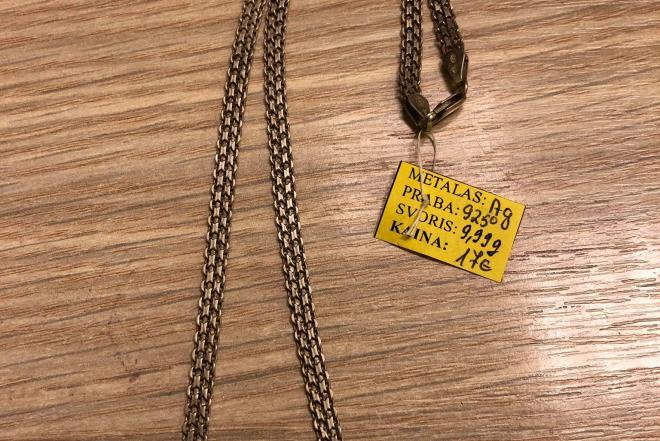 METALAS: Ag
PRABA: 925°
SVORIS: 9,99g
KAINA: 17€